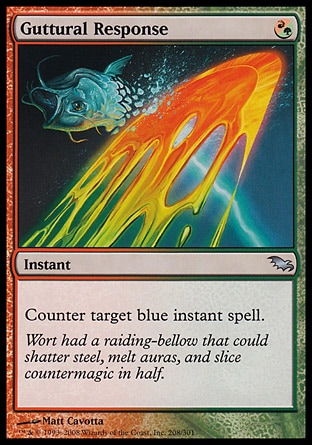 Guttural Response
Instant
Counter target blue instant spell.
Wort had a raiding-bellow that could
shatter steel, melt auras, and slice
countermagic in half.
Matt Cavotta
™ & © 1993–2008 Wizards of the Coast, Inc. 208/301